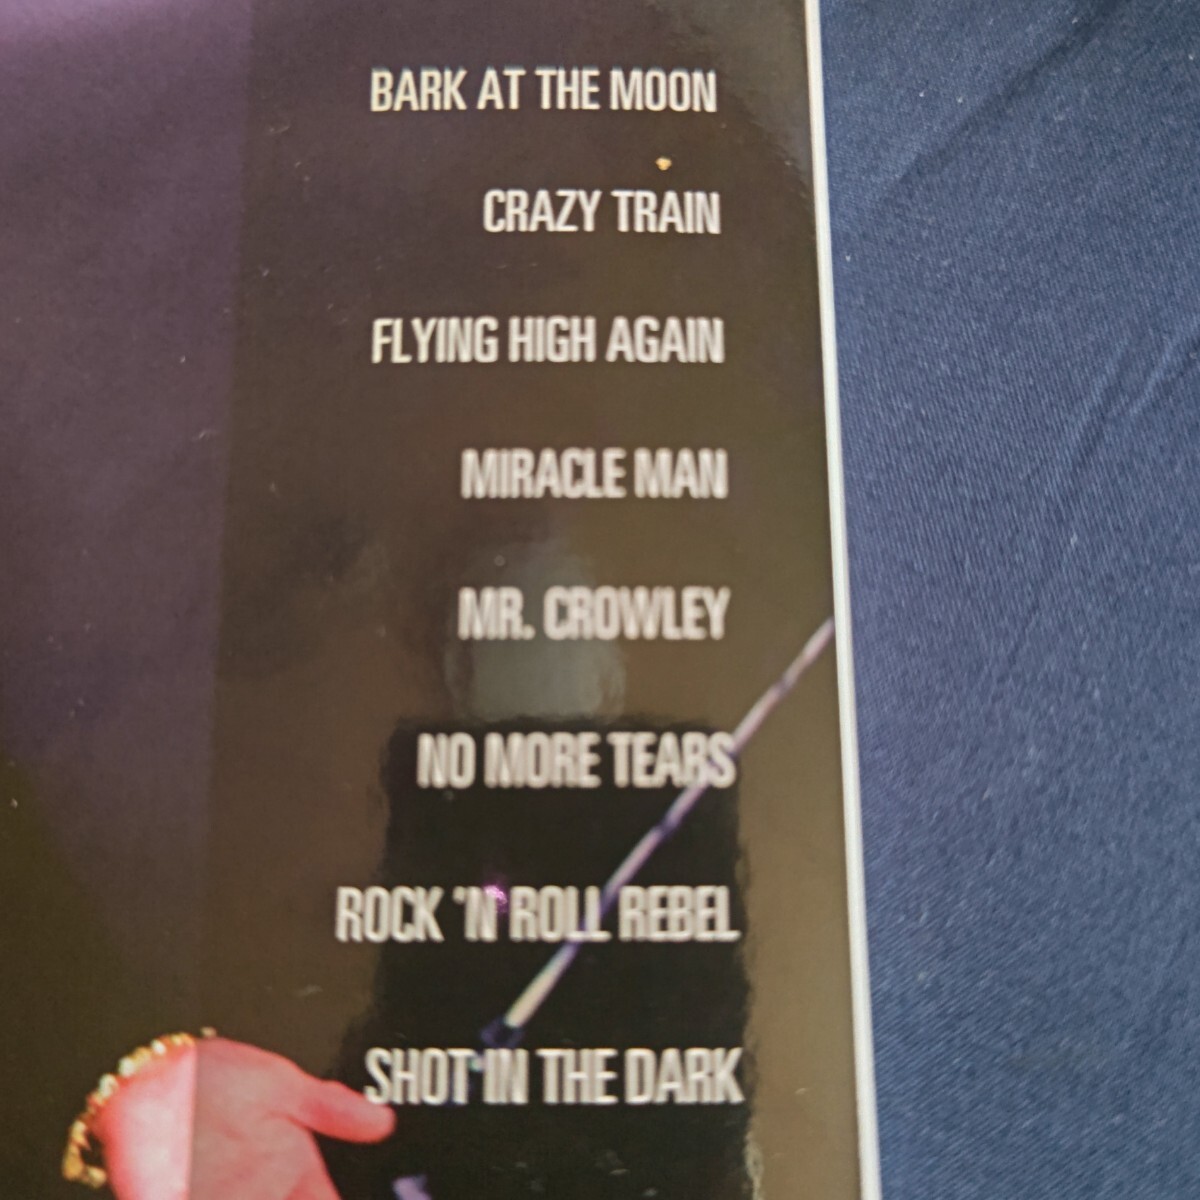 BARK AT THE MOON
CRAZY TRAIN
FLYING HIGH AGAIN
MIRACLE MAN
MR. CROWLEY
NO MORE TEARS
ROCK 'N ROLL REBEL
SHOT IN THE DARK